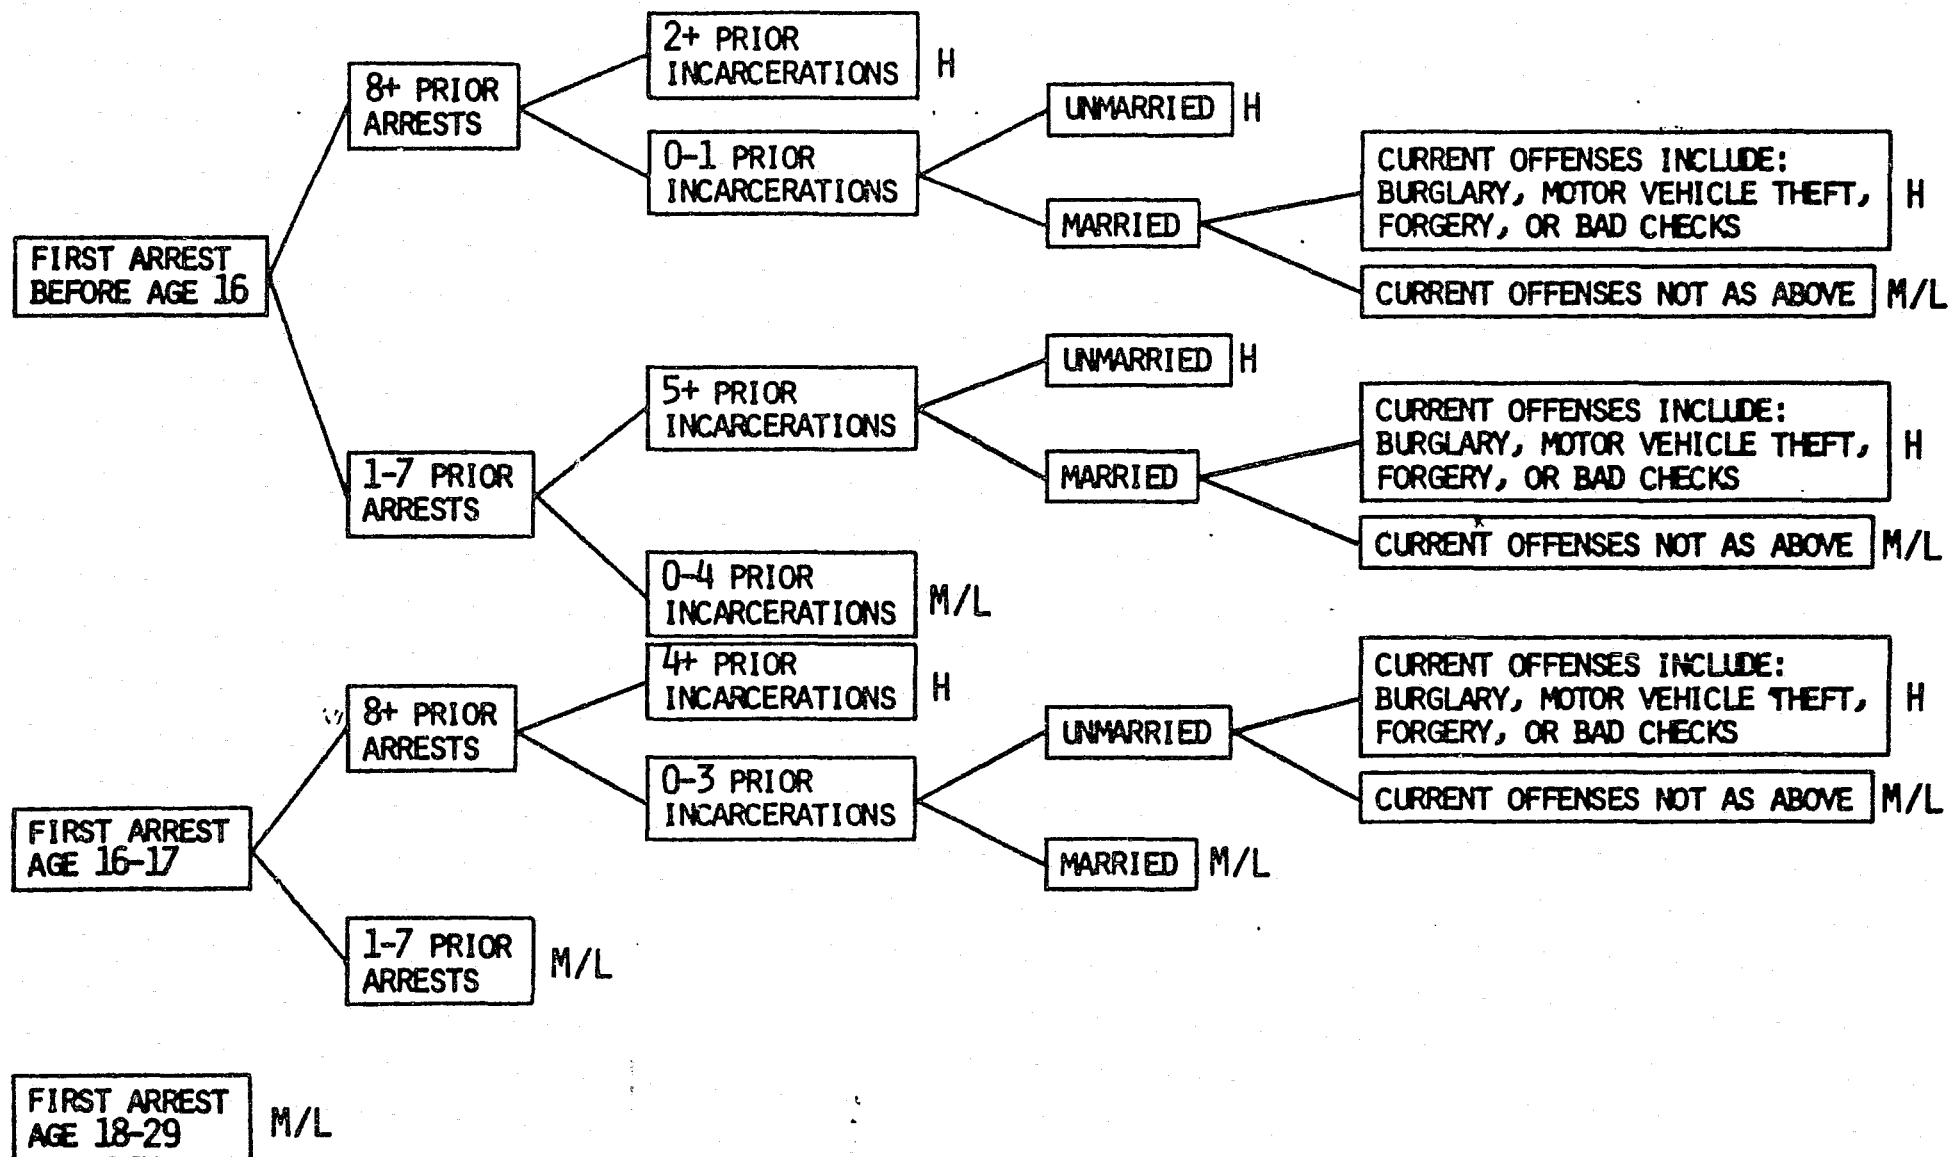 2+ PRIOR
INCARCERATIONS
H
8+ PRIOR
ARRESTS
UNMARRIED
H
0-1 PRIOR
INCARCERATIONS
CURRENT OFFENSES INCLUDE:
BURGLARY, MOTOR VEHICLE THEFT,
FORGERY, OR BAD CHECKS
H
MARRIED
FIRST ARREST
BEFORE AGE 16
CURRENT OFFENSES NOT AS ABOVE
M/L
UNMARRIED
H
5+ PRIOR
INCARCERATIONS
CURRENT OFFENSES INCLUDE:
BURGLARY, MOTOR VEHICLE THEFT,
FORGERY, OR BAD CHECKS
H
1-7 PRIOR
ARRESTS
MARRIED
CURRENT OFFENSES NOT AS ABOVE
M/L
0-4 PRIOR
INCARCERATIONS
M/L
4+ PRIOR
INCARCERATIONS
H
CURRENT OFFENSES INCLUDE:
BURGLARY, MOTOR VEHICLE THEFT,
FORGERY, OR BAD CHECKS
H
8+ PRIOR
ARRESTS
UNMARRIED
0-3 PRIOR
INCARCERATIONS
CURRENT OFFENSES NOT AS ABOVE
M/L
FIRST ARREST
AGE 16-17
MARRIED
M/L
1-7 PRIOR
ARRESTS
M/L
FIRST ARREST
AGE 18-29
M/L